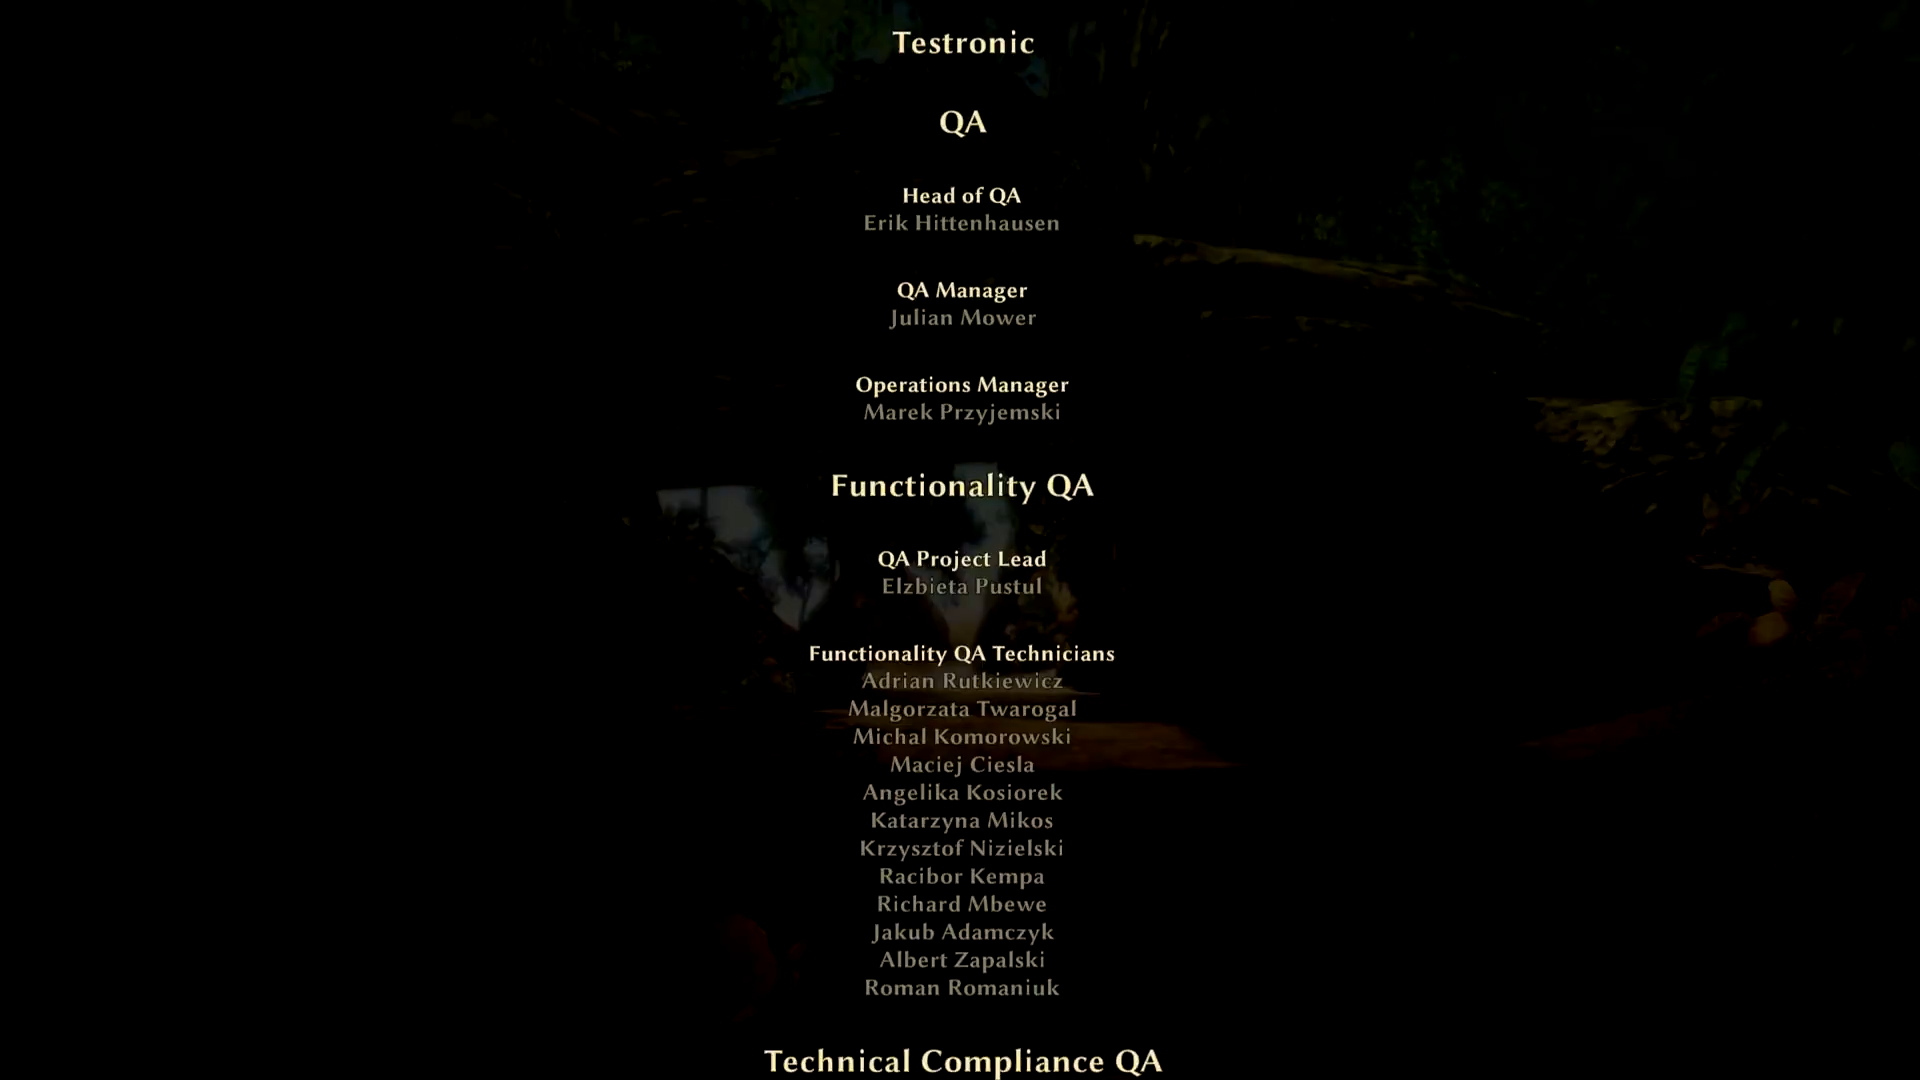 Testronic
QA
Head of QA
Erik Hittenhausen
QA Manager
Julian Mower
Operations Manager
Marek Przyjemski
Functionality QA
QA Project Lead
Elzbieta Pustul
Functionality QA Technicians
Adrian Rutkiewicz
Malgorzata Twarogal
Michal Komorowski
Maciej Ciesla
Angelika Kosiorek
Katarzyna Mikos
Krzysztof Nizielski
Racibor Kempa
Richard Mbewe
Jakub Adamczyk
Albert Zapalski
Roman Romaniuk
Technical Compliance QA